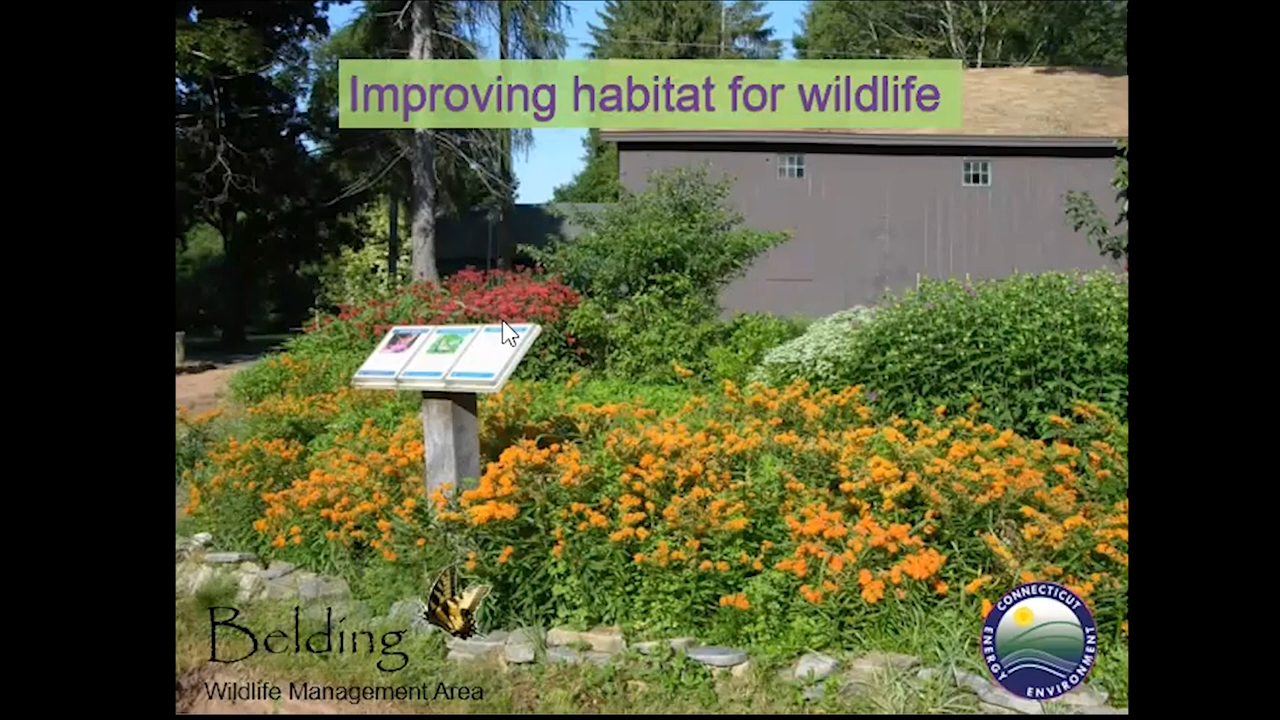 Improving habitat for wildlife
Belding
Wildlife Management Area
CONNECTICUT
ENERGY ENVIRONMENT